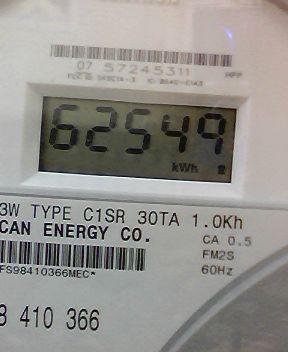 07 57245311
62549
kWh
3W TYPE C1SR 30TA 1.0Kh
CAN ENERGY CO.
CA 0.5
FM2S
60Hz
FS98410366MEC*
8 410 366